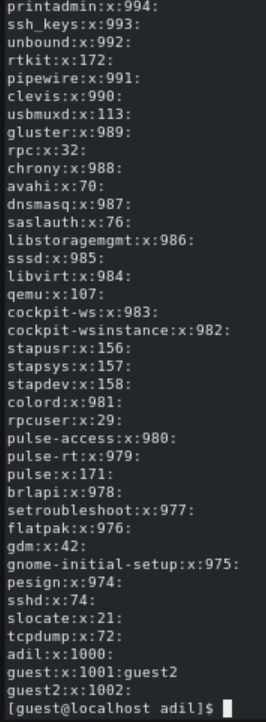 printadmin:x:994:
ssh_keys:x:993:
unbound:x:992:
rtkit:x:172:
pipewire:x:991:
clevis:x:990:
usbmuxd:x:113:
gluster:x:989:
rpc:x:32:
chrony:x:988:
avahi:x:70:
dnsmasq:x:987:
saslauth:x:76:
libstoragemgmt:x:986:
sssd:x:985:
libvirt:x:984:
qemu:x:107:
cockpit-ws:x:983:
cockpit-wsinstance:x:982:
stapusr:x:156:
stapsys:x:157:
stapdev:x:158:
colord:x:981:
rpcuser:x:29:
pulse-access:x:980:
pulse-rt:x:979:
pulse:x:171:
brlapi:x:978:
setroubleshoot:x:977:
flatpak:x:976:
gdm:x:42:
gnome-initial-setup:x:975:
pesign:x:974:
sshd:x:74:
slocate:x:21:
tcpdump:x:72:
adil:x:1000:
guest:x:1001:guest2
guest2:x:1002:
[guest@localhost adil]$